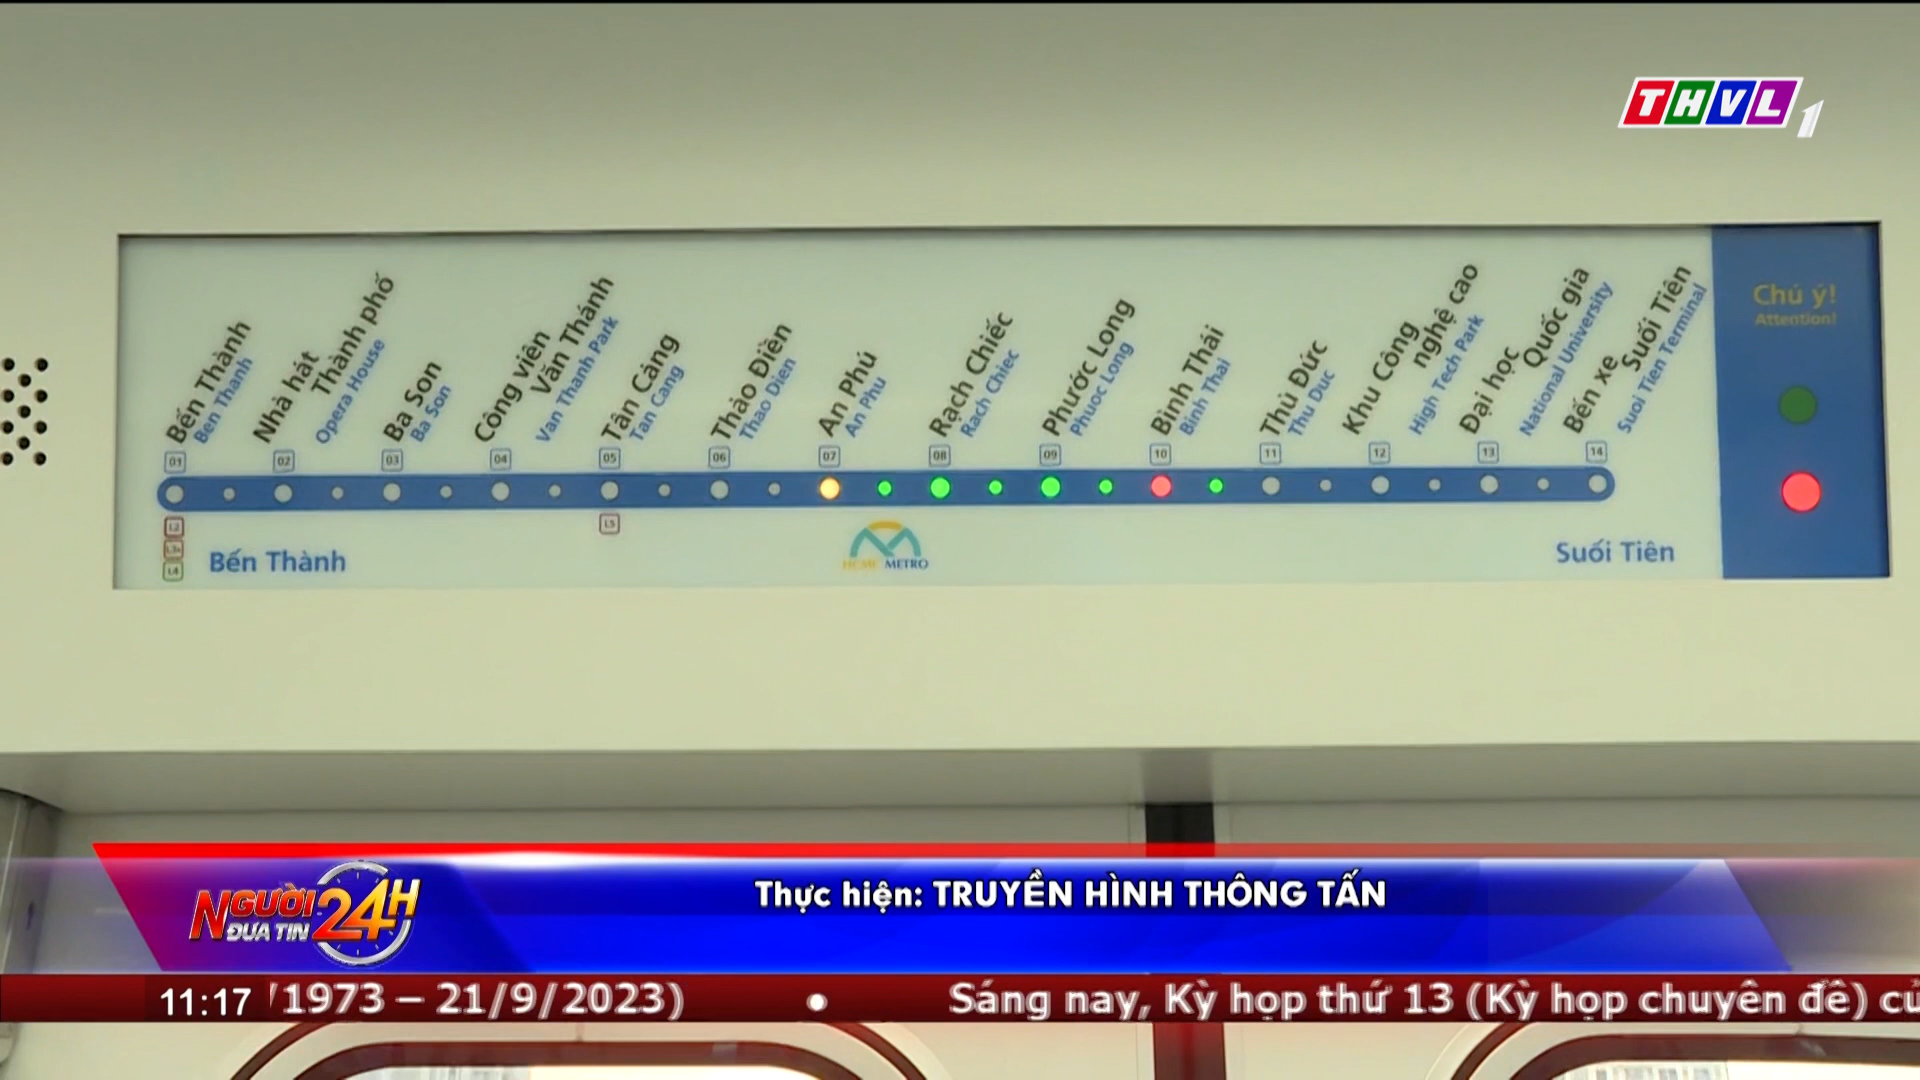 THVL 1
Bến Thành
Ben Thanh
Nhà hát
Thành phố
Opera House
Ba Son
Ba Son
Công viên
Văn Thánh
Van Thanh Park
Tân Cảng
Tan Cang
Thảo Điền
Thao Dien
An Phú
An Phu
Rạch Chiếc
Rach Chiec
Phước Long
Phuoc Long
Bình Thái
Binh Thai
Thủ Đức
Thu Duc
Khu Công
nghệ cao
High Tech Park
Đại học
Quốc gia
National University
Bến xe
Suối Tiên
Suoi Tien Terminal
Chú ý!
Attention!
01 02 03 04 05 06 07 08 09 10 11 12 13 14
L2
L3a
L4
L5
Bến Thành
HCMC METRO
Suối Tiên
NGƯỜI ĐƯA TIN 24H
Thực hiện: TRUYỀN HÌNH THÔNG TẤN
11:17 /1973 – 21/9/2023) • Sáng nay, Kỳ họp thứ 13 (Kỳ họp chuyên đề) củ